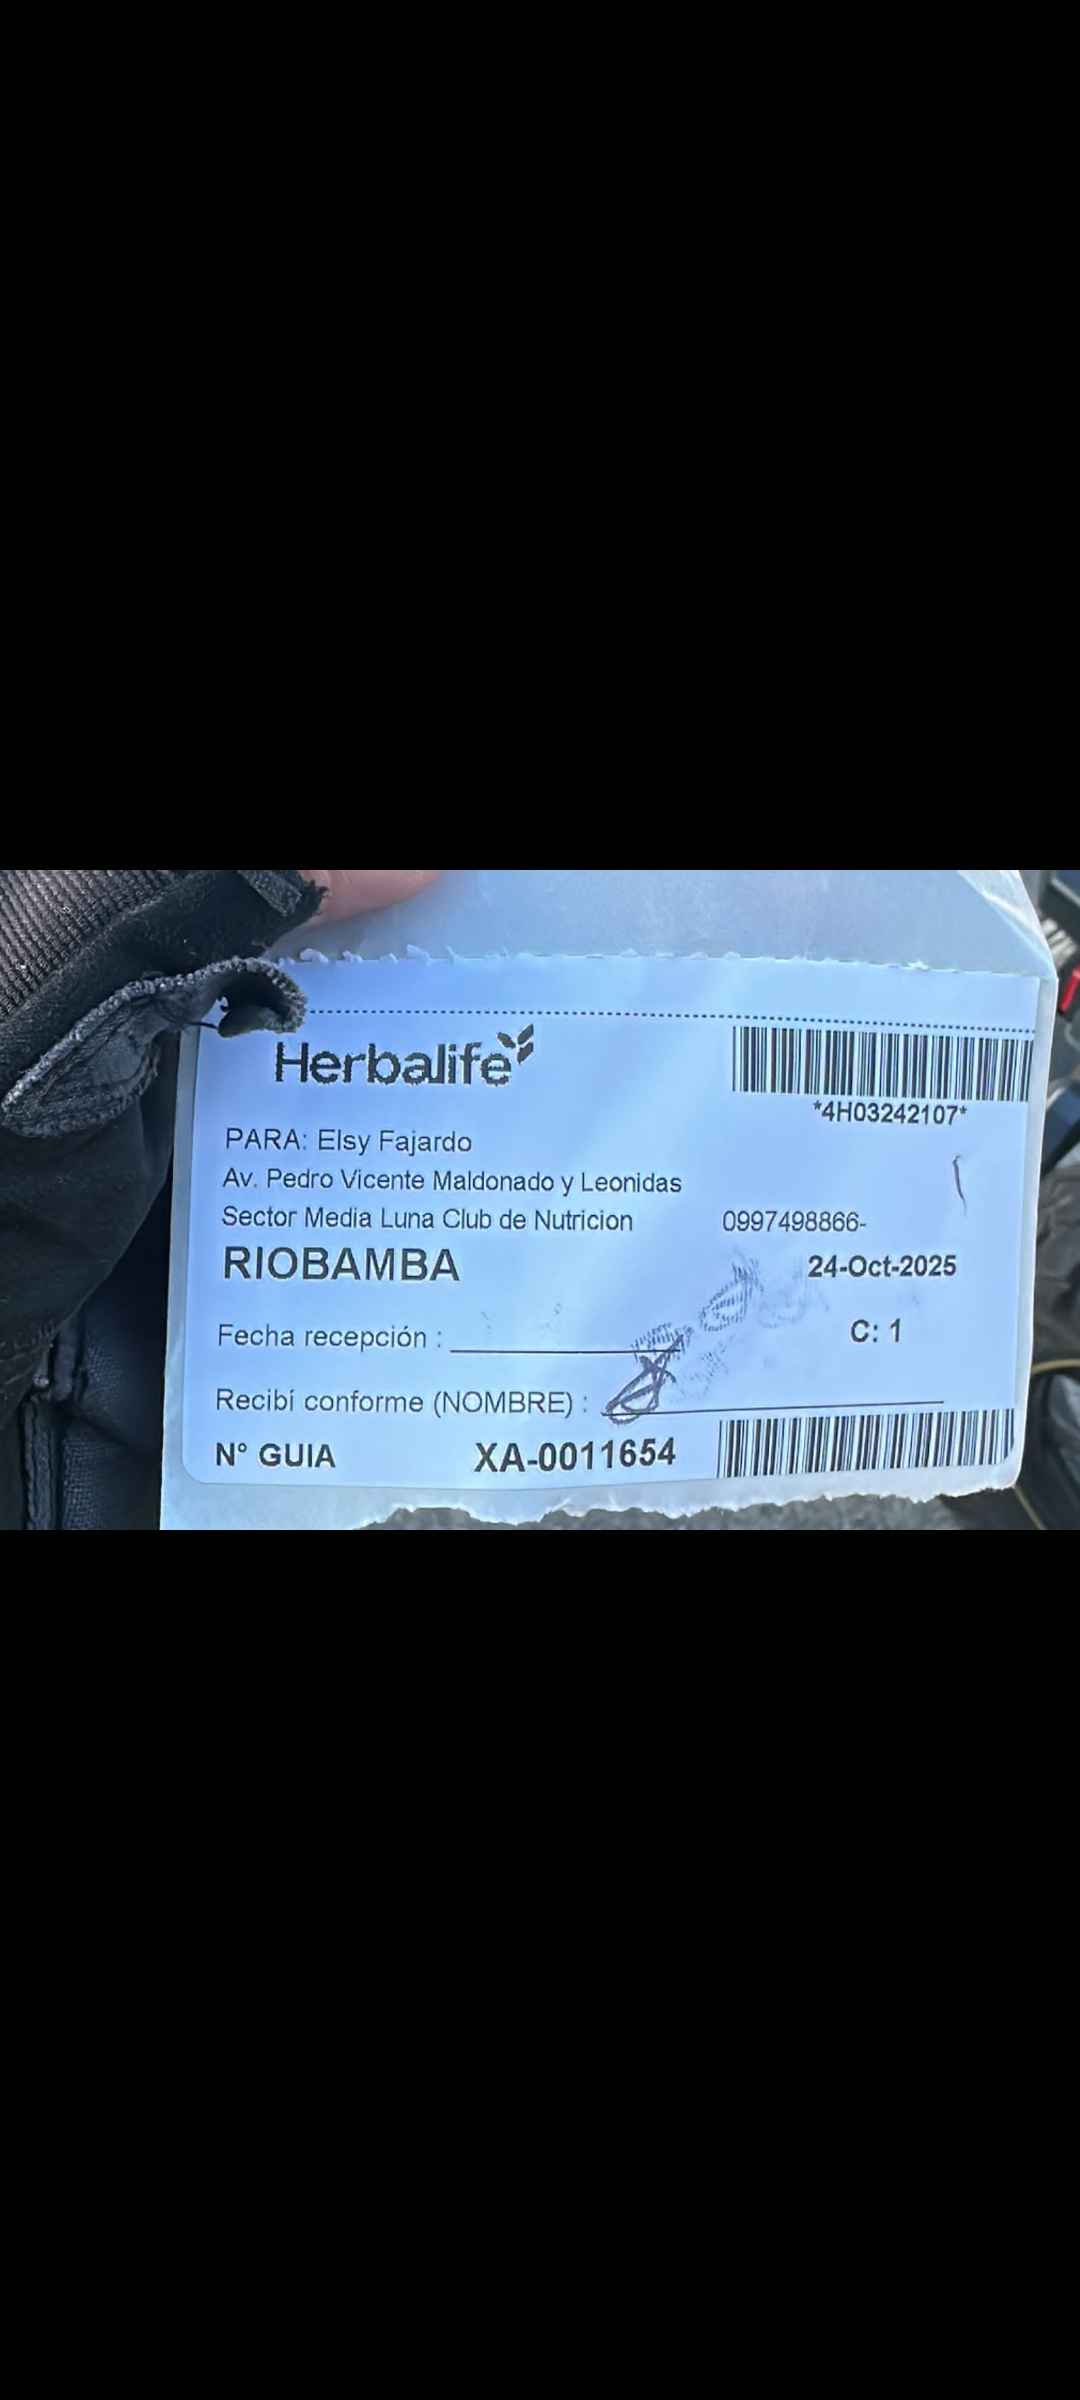 Herbalife
*4H03242107*
PARA: Elsy Fajardo
Av. Pedro Vicente Maldonado y Leonidas
Sector Media Luna Club de Nutricion 0997498866-
RIOBAMBA 24-Oct-2025
Fecha recepción : C: 1
Recibí conforme (NOMBRE) :
N° GUIA XA-0011654